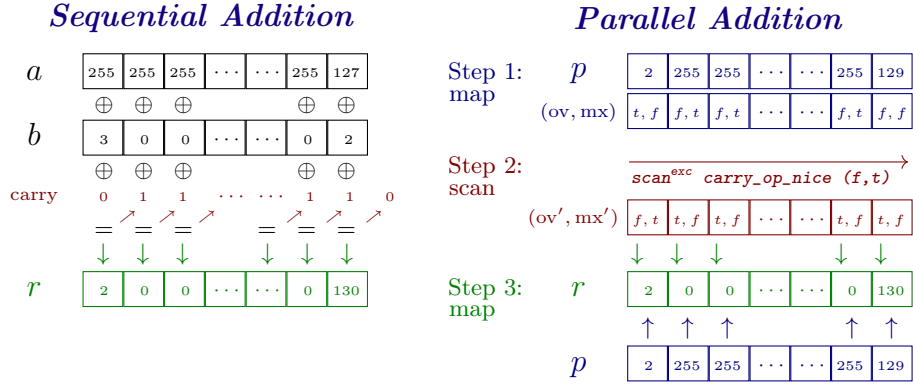 Sequential Addition
a 255 255 255 ··· ··· 255 127
⊕ ⊕ ⊕ ⊕ ⊕
b 3 0 0 ··· ··· 0 2
⊕ ⊕ ⊕ ⊕ ⊕
carry 0 1 1 ··· ··· 1 1 0
= = = = = =
r 2 0 0 ··· ··· 0 130
Parallel Addition
Step 1: map
p 2 255 255 ··· ··· 255 129
(ov, mx) t, f f, t f, t ··· ··· f, t f, f
Step 2: scan
scan^exc carry_op_nice (f,t)
(ov′, mx′) f, t t, f t, f ··· ··· t, f t, f
Step 3: map
r 2 0 0 ··· ··· 0 130
p 2 255 255 ··· ··· 255 129